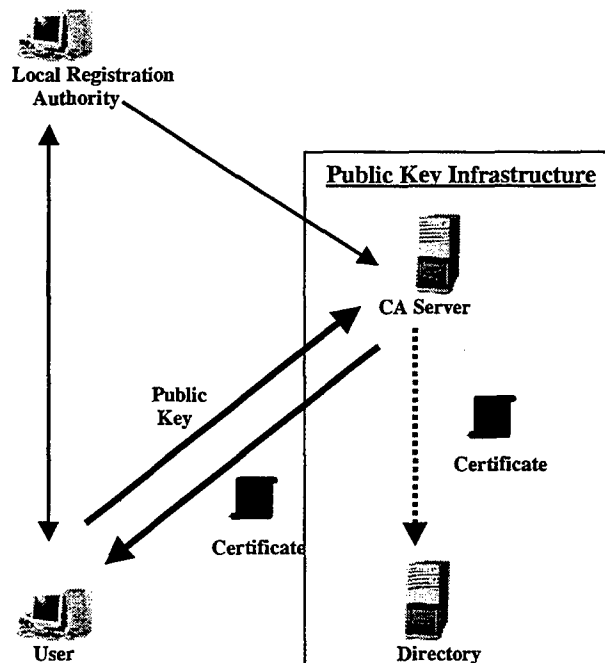 Local Registration
Authority
Public Key Infrastructure
CA Server
Public
Key
Certificate
Certificate
User
Directory